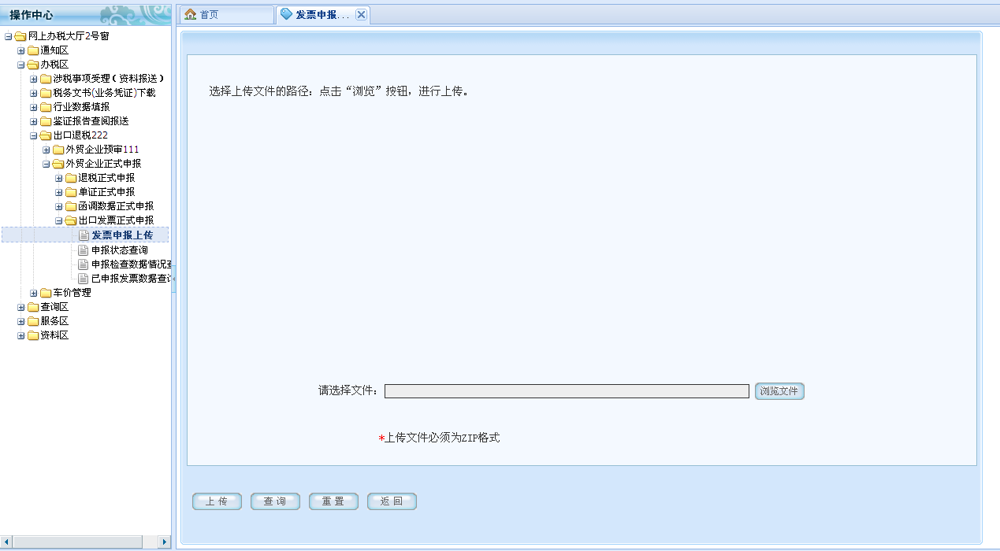 操作中心
首页
发票申报...
网上办税大厅2号窗
通知区
办税区
涉税事项受理(资料报送)
税务文书(业务凭证)下载
行业数据填报
鉴证报告查阅报送
出口退税222
外贸企业预审111
外贸企业正式申报
退税正式申报
单证正式申报
函调数据正式申报
出口发票正式申报
发票申报上传
申报状态查询
申报检查数据情况查
已申报发票数据查询
车价管理
查询区
服务区
资料区
选择上传文件的路径：点击“浏览”按钮，进行上传。
请选择文件：
浏览文件
*上传文件必须为ZIP格式
上 传
查 询
重 置
返 回